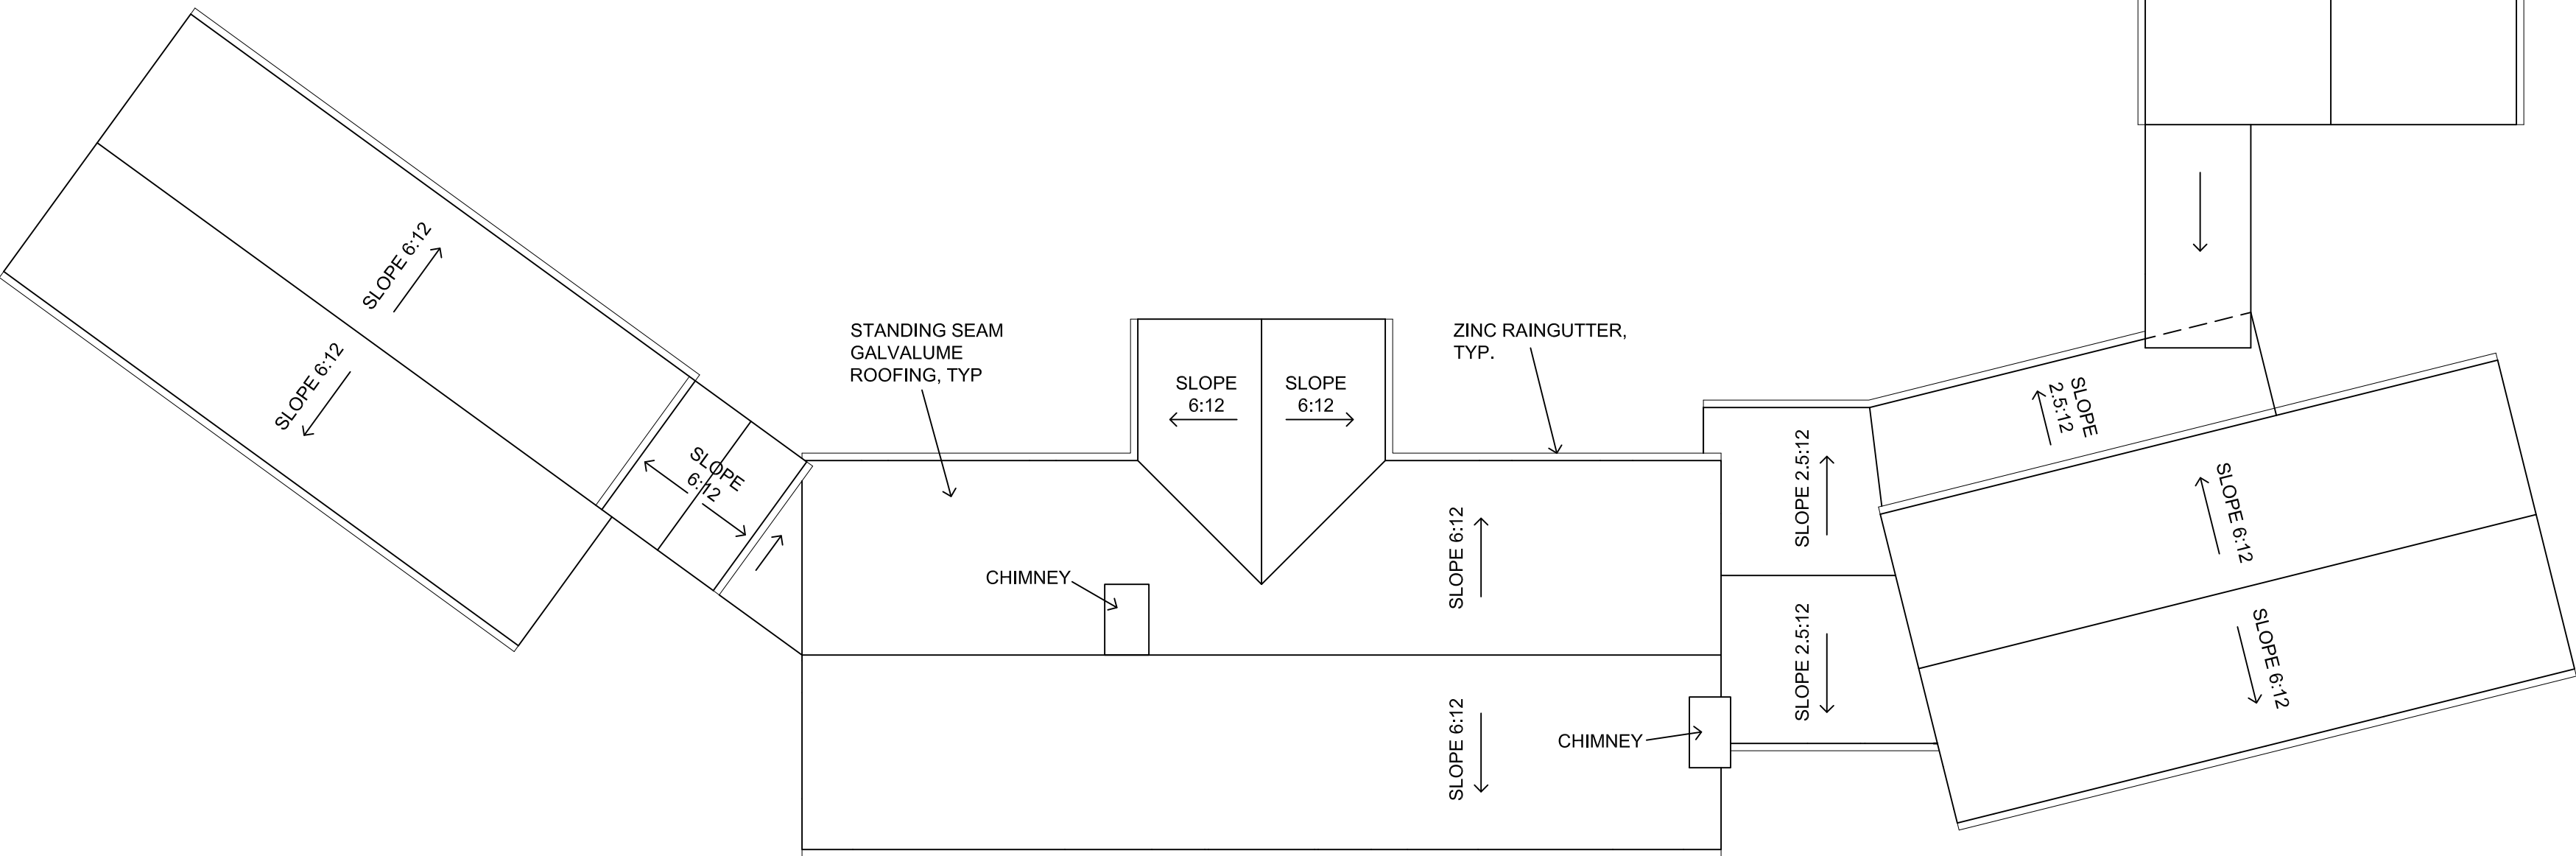 SLOPE 6:12
SLOPE 6:12
SLOPE
6:12
STANDING SEAM
GALVALUME
ROOFING, TYP
CHIMNEY
SLOPE
6:12
SLOPE
6:12
ZINC RAINGUTTER,
TYP.
SLOPE 6:12
SLOPE 6:12
CHIMNEY
SLOPE 2.5:12
SLOPE 2.5:12
SLOPE
2.5:12
SLOPE 6:12
SLOPE 6:12